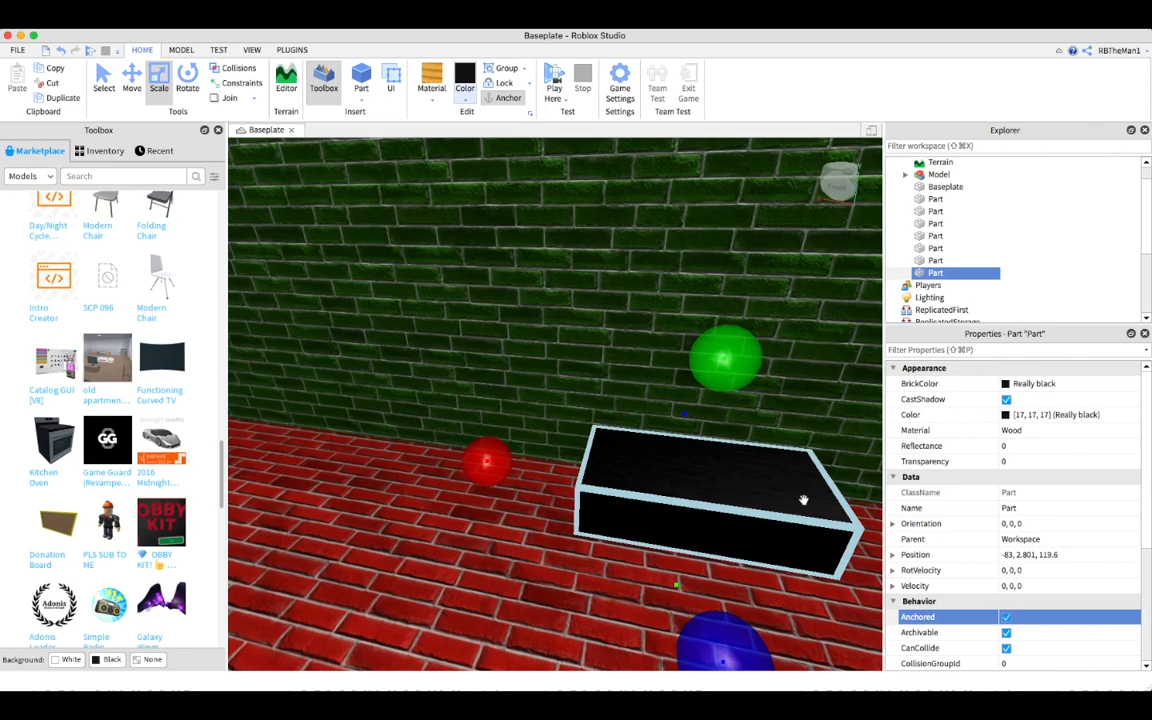 Baseplate - Roblox Studio
FILE HOME MODEL TEST VIEW PLUGINS RBTheMan1
Paste Copy Cut Duplicate Select Move Scale Rotate Collisions Constraints Join Editor Toolbox Part UI Material Color Group Lock Anchor Play Here Stop Game Settings Team Test Exit Game
Clipboard Tools Terrain Insert Edit Test Settings Team Test
Toolbox
Marketplace Inventory Recent
Models Search
Day/Night Cycle... Modern Chair Folding Chair
Intro Creator SCP 096 Modern Chair
Catalog GUI [V8] old apartmen... Functioning Curved TV
GG
Kitchen Oven Game Guard (Revampe... 2016 Midnight...
OBBY KIT
Donation Board PLS SUB TO ME 💎 OBBY KIT! 👍 ...
Adonis
Adonis Loader Simple Radio Galaxy Wings
Background: White Black None
Baseplate
Front
Explorer
Filter workspace (⇧⌘X)
Terrain
Model
Baseplate
Part
Part
Part
Part
Part
Part
Part
Players
Lighting
ReplicatedFirst
ReplicatedStorage
Properties - Part "Part"
Filter Properties (⇧⌘P)
Appearance
BrickColor Really black
CastShadow
Color [17, 17, 17] (Really black)
Material Wood
Reflectance 0
Transparency 0
Data
ClassName Part
Name Part
Orientation 0, 0, 0
Parent Workspace
Position -83, 2.801, 119.6
RotVelocity 0, 0, 0
Velocity 0, 0, 0
Behavior
Anchored
Archivable
CanCollide
CollisionGroupId 0